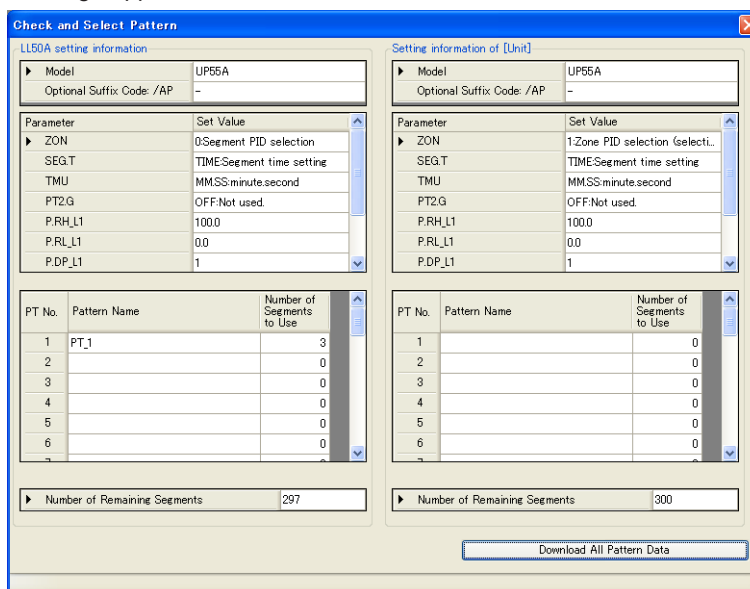 Check and Select Pattern
LL50A setting information
Model UP55A
Optional Suffix Code: /AP -
Parameter Set Value
ZON 0:Segment PID selection
SEG.T TIME:Segment time setting
TMU MM.SS:minute.second
PT2.G OFF:Not used.
P.RH_L1 100.0
P.RL_L1 0.0
P.DP_L1 1
PT No. Pattern Name Number of Segments to Use
1 PT_1 3
2 0
3 0
4 0
5 0
6 0
Number of Remaining Segments 297
Setting information of [Unit]
Model UP55A
Optional Suffix Code: /AP -
Parameter Set Value
ZON 1:Zone PID selection (selecti...
SEG.T TIME:Segment time setting
TMU MM.SS:minute.second
PT2.G OFF:Not used.
P.RH_L1 100.0
P.RL_L1 0.0
P.DP_L1 1
PT No. Pattern Name Number of Segments to Use
1 0
2 0
3 0
4 0
5 0
6 0
Number of Remaining Segments 300
Download All Pattern Data